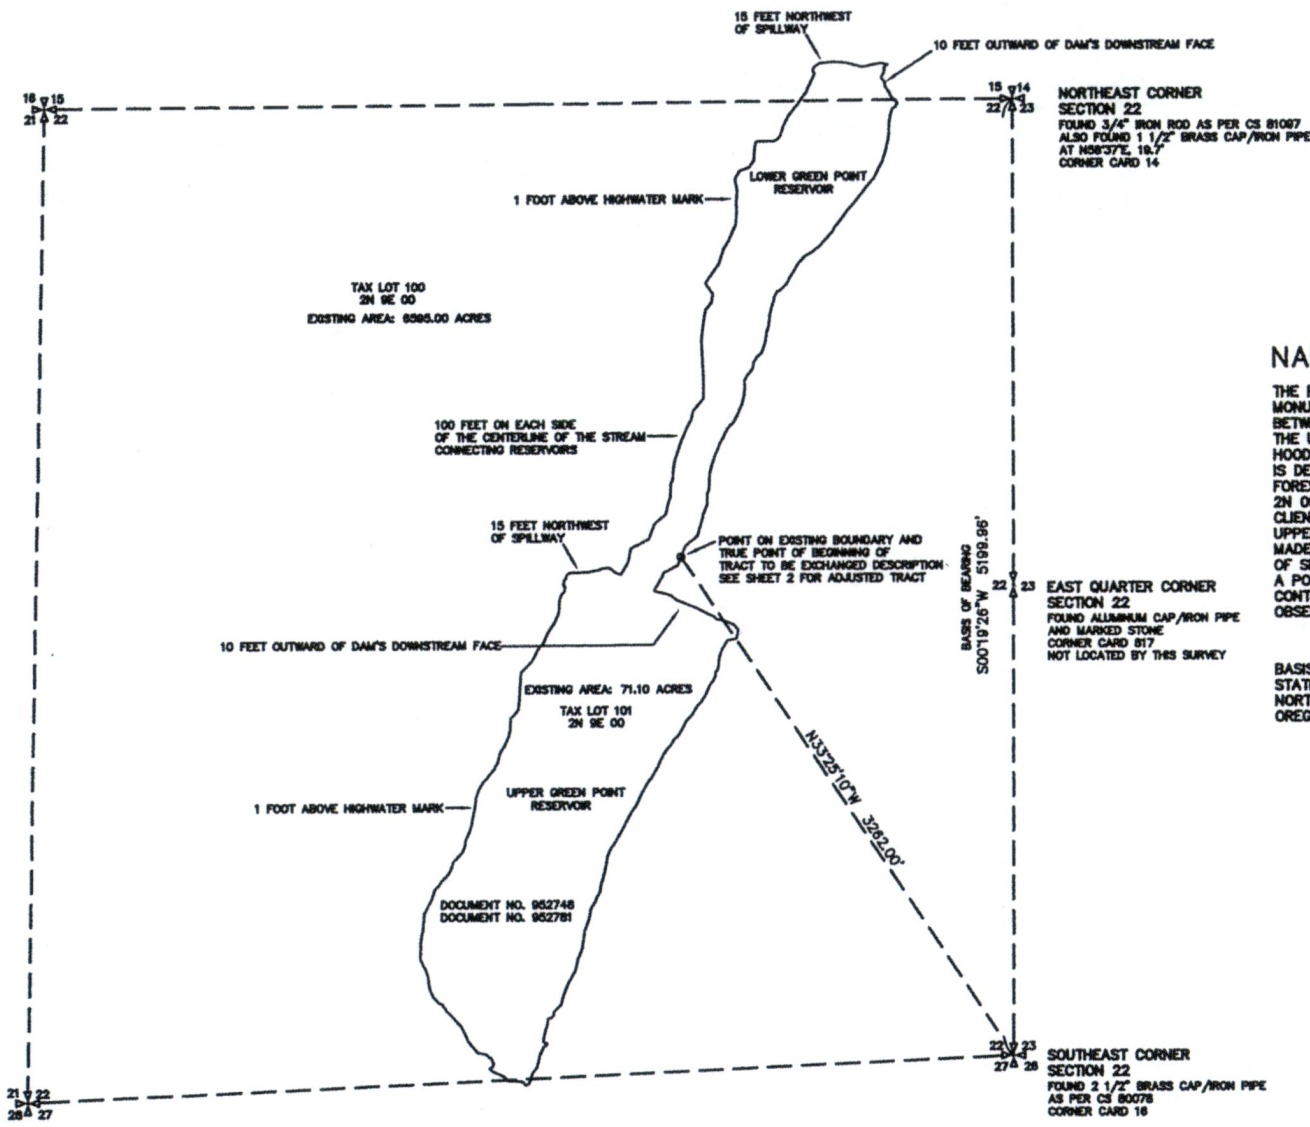 15 FEET NORTHWEST
OF SPILLWAY
10 FEET OUTWARD OF DAM'S DOWNSTREAM FACE
16 15
21 22
15 14
22 23
NORTHEAST CORNER
SECTION 22
FOUND 3/4" IRON ROD AS PER CS 81097
ALSO FOUND 1 1/2" BRASS CAP/IRON PIPE
AT N58°37'E, 19.7'
CORNER CARD 14
LOWER GREEN POINT
RESERVOIR
1 FOOT ABOVE HIGHWATER MARK
TAX LOT 100
2N 9E 00
EXISTING AREA: 6595.00 ACRES
NA
THE
MONU
BETW
THE U
HOOD
IS DE
FORE
2N 0
CLIEN
UPPE
MADE
OF S
A PO
CONT
OBSE
100 FEET ON EACH SIDE
OF THE CENTERLINE OF THE STREAM
CONNECTING RESERVOIRS
15 FEET NORTHWEST
OF SPILLWAY
POINT ON EXISTING BOUNDARY AND
TRUE POINT OF BEGINNING OF
TRACT TO BE EXCHANGED DESCRIPTION
SEE SHEET 2 FOR ADJUSTED TRACT
BASIS OF BEARING
S00°19'26"W 5199.96'
22 23
EAST QUARTER CORNER
SECTION 22
FOUND ALUMINUM CAP/IRON PIPE
AND MARKED STONE
CORNER CARD 817
NOT LOCATED BY THIS SURVEY
10 FEET OUTWARD OF DAM'S DOWNSTREAM FACE
BASIS
STAT
NORT
OREG
EXISTING AREA: 71.10 ACRES
TAX LOT 101
2N 9E 00
N33°25'10"W 3262.00'
UPPER GREEN POINT
RESERVOIR
1 FOOT ABOVE HIGHWATER MARK
DOCUMENT NO. 952748
DOCUMENT NO. 952781
21 22
28 27
22 23
27 26
SOUTHEAST CORNER
SECTION 22
FOUND 2 1/2" BRASS CAP/IRON PIPE
AS PER CS 80078
CORNER CARD 16